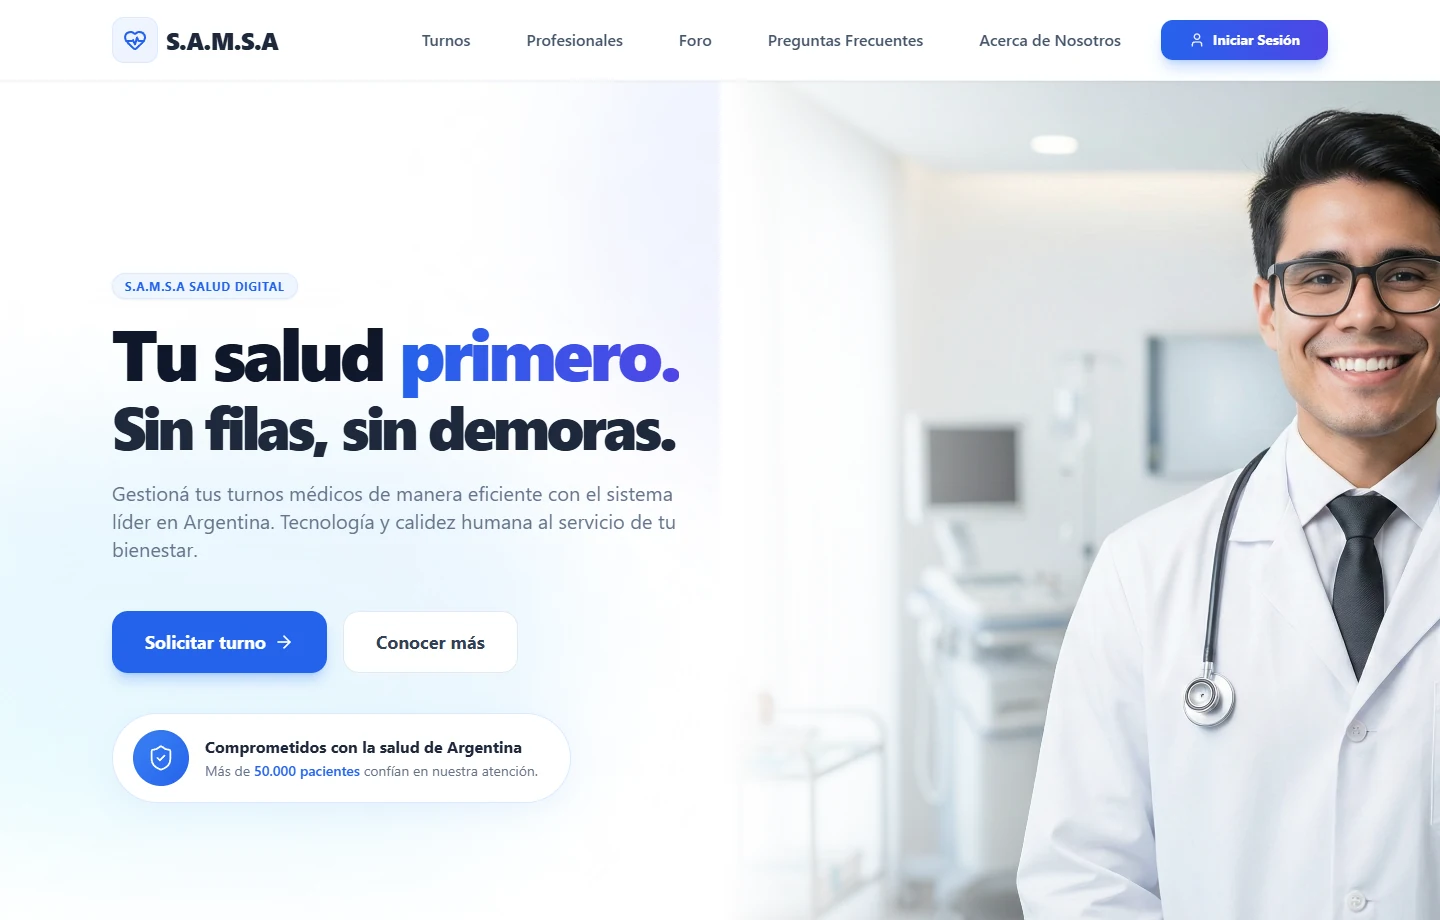 S.A.M.S.A
Turnos
Profesionales
Foro
Preguntas Frecuentes
Acerca de Nosotros
Iniciar Sesión
S.A.M.S.A SALUD DIGITAL
Tu salud primero.
Sin filas, sin demoras.
Gestioná tus turnos médicos de manera eficiente con el sistema
líder en Argentina. Tecnología y calidez humana al servicio de tu
bienestar.
Solicitar turno
Conocer más
Comprometidos con la salud de Argentina
Más de 50.000 pacientes confían en nuestra atención.